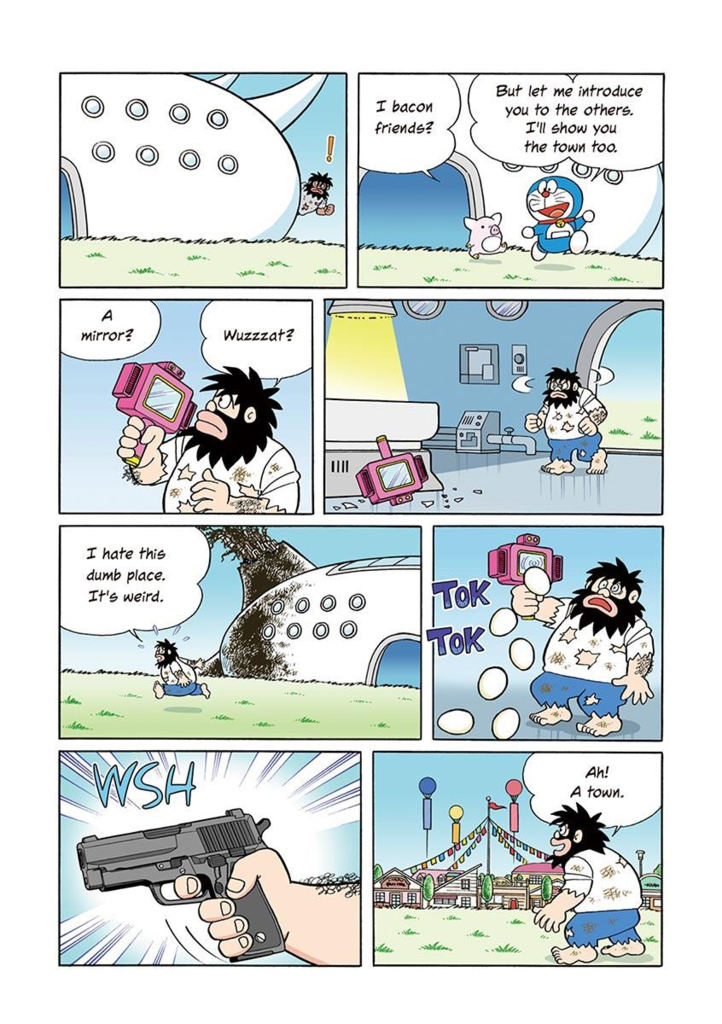 But let me introduce
you to the others.
I'll show you
the town too.
I bacon
friends?
!
Wuzzzat?
A
mirror?
TOK
TOK
I hate this
dumb place.
It's weird.
Ah!
A town.
WSH